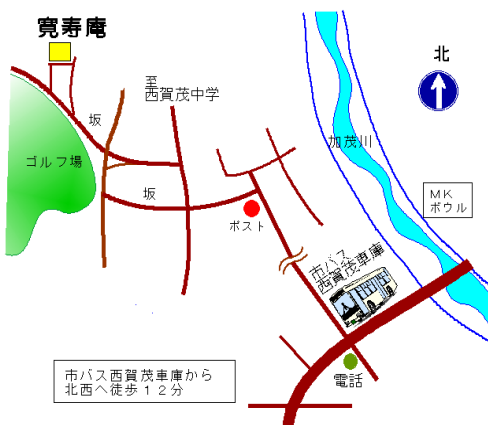 寛寿庵
北
至
西賀茂中学
坂
加茂川
ゴルフ場
坂
MK
ボウル
ポスト
市バス
西賀茂車庫
電話
市バス西賀茂車庫から
北西へ徒歩12分